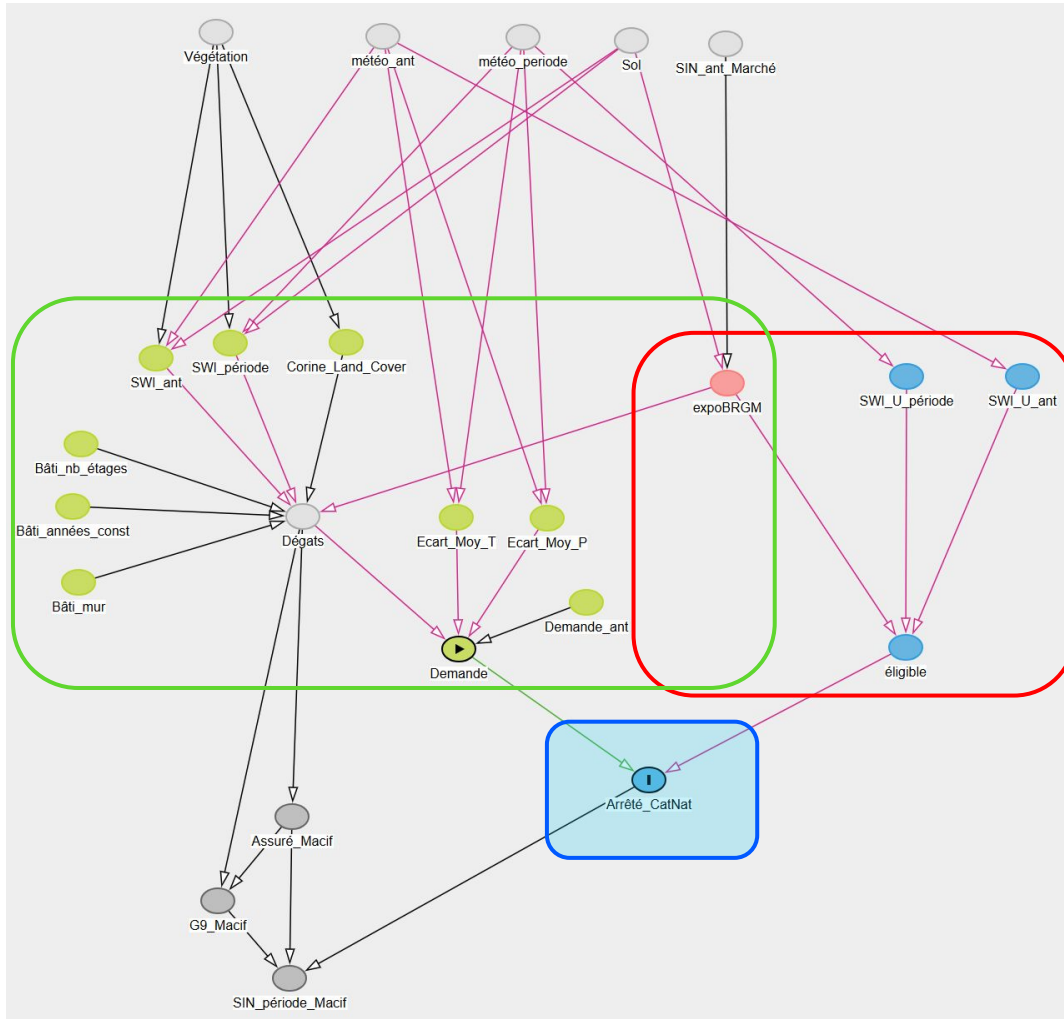 Végétation
météo_ant
météo_periode
Sol
SIN_ant_Marché
SWI_ant
SWI_période
Corine_Land_Cover
expoBRGM
SWI_U_période
SWI_U_ant
Bâti_nb_étages
Bâti_années_const
Dégats
Ecart_Moy_T
Ecart_Moy_P
Bâti_mur
Demande_ant
Demande
éligible
Arrêté_CatNat
Assuré_Macif
G9_Macif
SIN_période_Macif